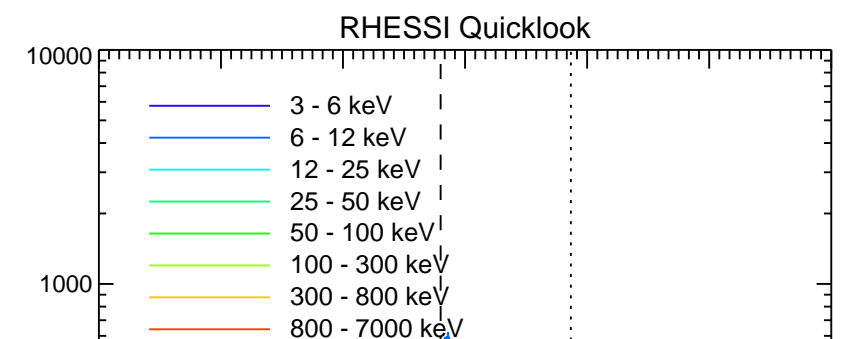 RHESSI Quicklook
10000
3 - 6 keV
6 - 12 keV
12 - 25 keV
25 - 50 keV
50 - 100 keV
100 - 300 keV
1000
300 - 800 keV
800 - 7000 keV